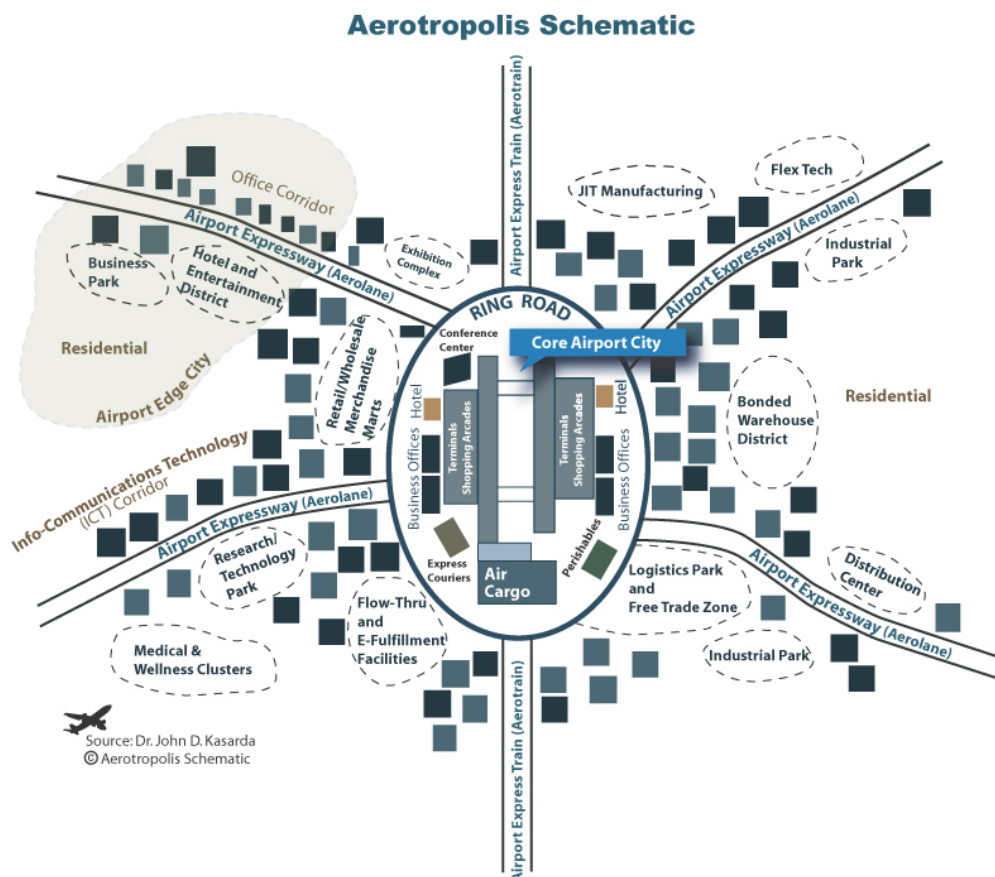 Aerotropolis Schematic
Airport Express Train (Aerotrain)
Office Corridor
Airport Expressway (Aerolane)
Business
Park
Hotel and
Entertainment
District
Exhibition
Complex
JIT Manufacturing
Flex Tech
Airport Expressway (Aerolane)
Industrial
Park
Residential
Airport Edge City
Retail/Wholesale
Merchandise
Marts
RING ROAD
Conference
Center
Core Airport City
Hotel
Business Offices
Terminals
Shopping Arcades
Terminals
Shopping Arcades
Hotel
Business Offices
Express
Couriers
Air
Cargo
Perishables
Bonded
Warehouse
District
Residential
Info-Communications Technology
(ICT) Corridor
Airport Expressway (Aerolane)
Research/
Technology
Park
Medical &
Wellness Clusters
Flow-Thru
and
E-Fulfillment
Facilities
Logistics Park
and
Free Trade Zone
Distribution
Center
Airport Expressway (Aerolane)
Industrial Park
Airport Express Train (Aerotrain)
Source: Dr. John D. Kasarda
© Aerotropolis Schematic